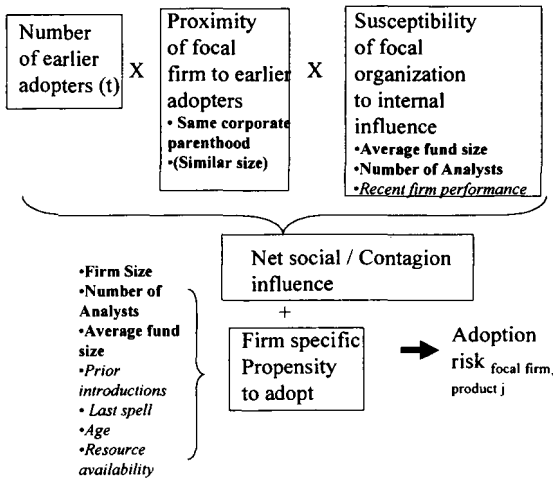 Number
of earlier
adopters (t)
X
Proximity
of focal
firm to earlier
adopters
• Same corporate
parenthood
•(Similar size)
X
Susceptibility
of focal
organization
to internal
influence
•Average fund size
•Number of Analysts
•Recent firm performance
Net social / Contagion
influence
+
•Firm Size
•Number of
Analysts
•Average fund
size
•Prior
introductions
• Last spell
•Age
•Resource
availability
Firm specific
Propensity
to adopt
Adoption
risk focal firm,
product j